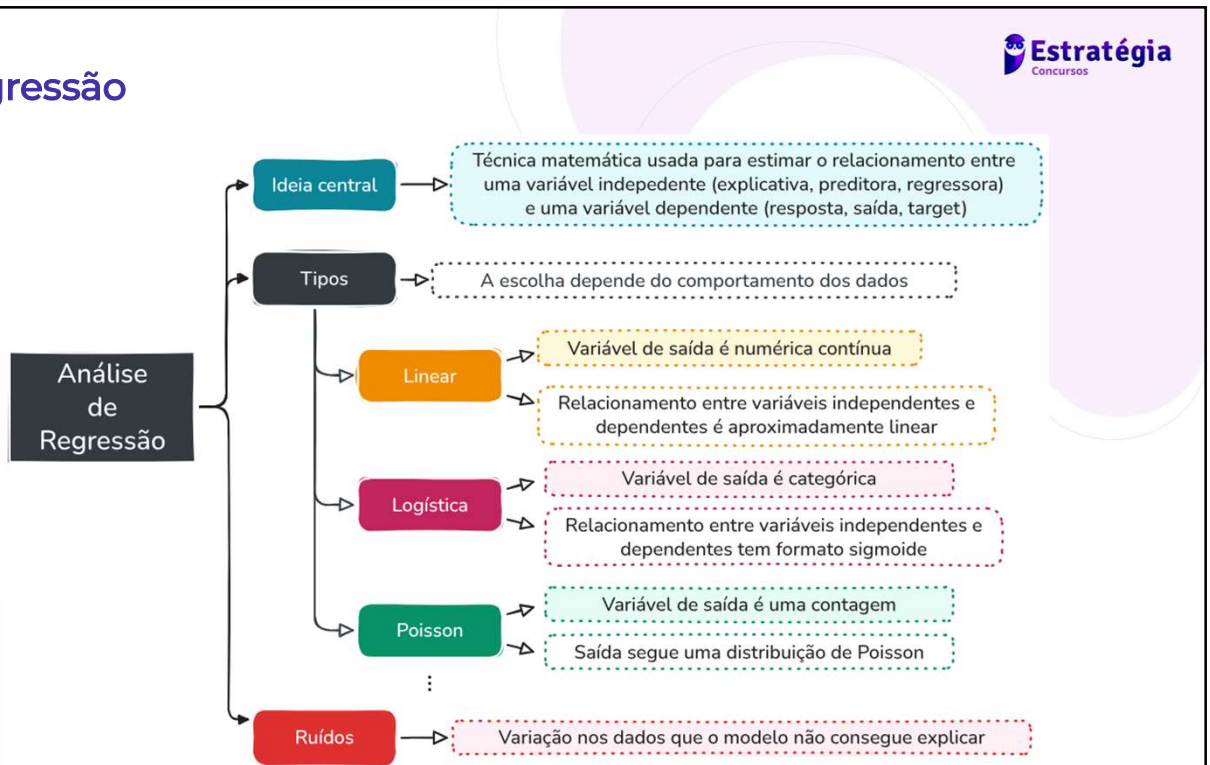 Estratégia
Concursos
gressão
Ideia central
Técnica matemática usada para estimar o relacionamento entre
uma variável indepedente (explicativa, preditora, regressora)
e uma variável dependente (resposta, saída, target)
Tipos
A escolha depende do comportamento dos dados
Análise
de
Regressão
Linear
Variável de saída é numérica contínua
Relacionamento entre variáveis independentes e
dependentes é aproximadamente linear
Logística
Variável de saída é categórica
Relacionamento entre variáveis independentes e
dependentes tem formato sigmoide
Poisson
Variável de saída é uma contagem
Saída segue uma distribuição de Poisson
⋮
Ruídos
Variação nos dados que o modelo não consegue explicar